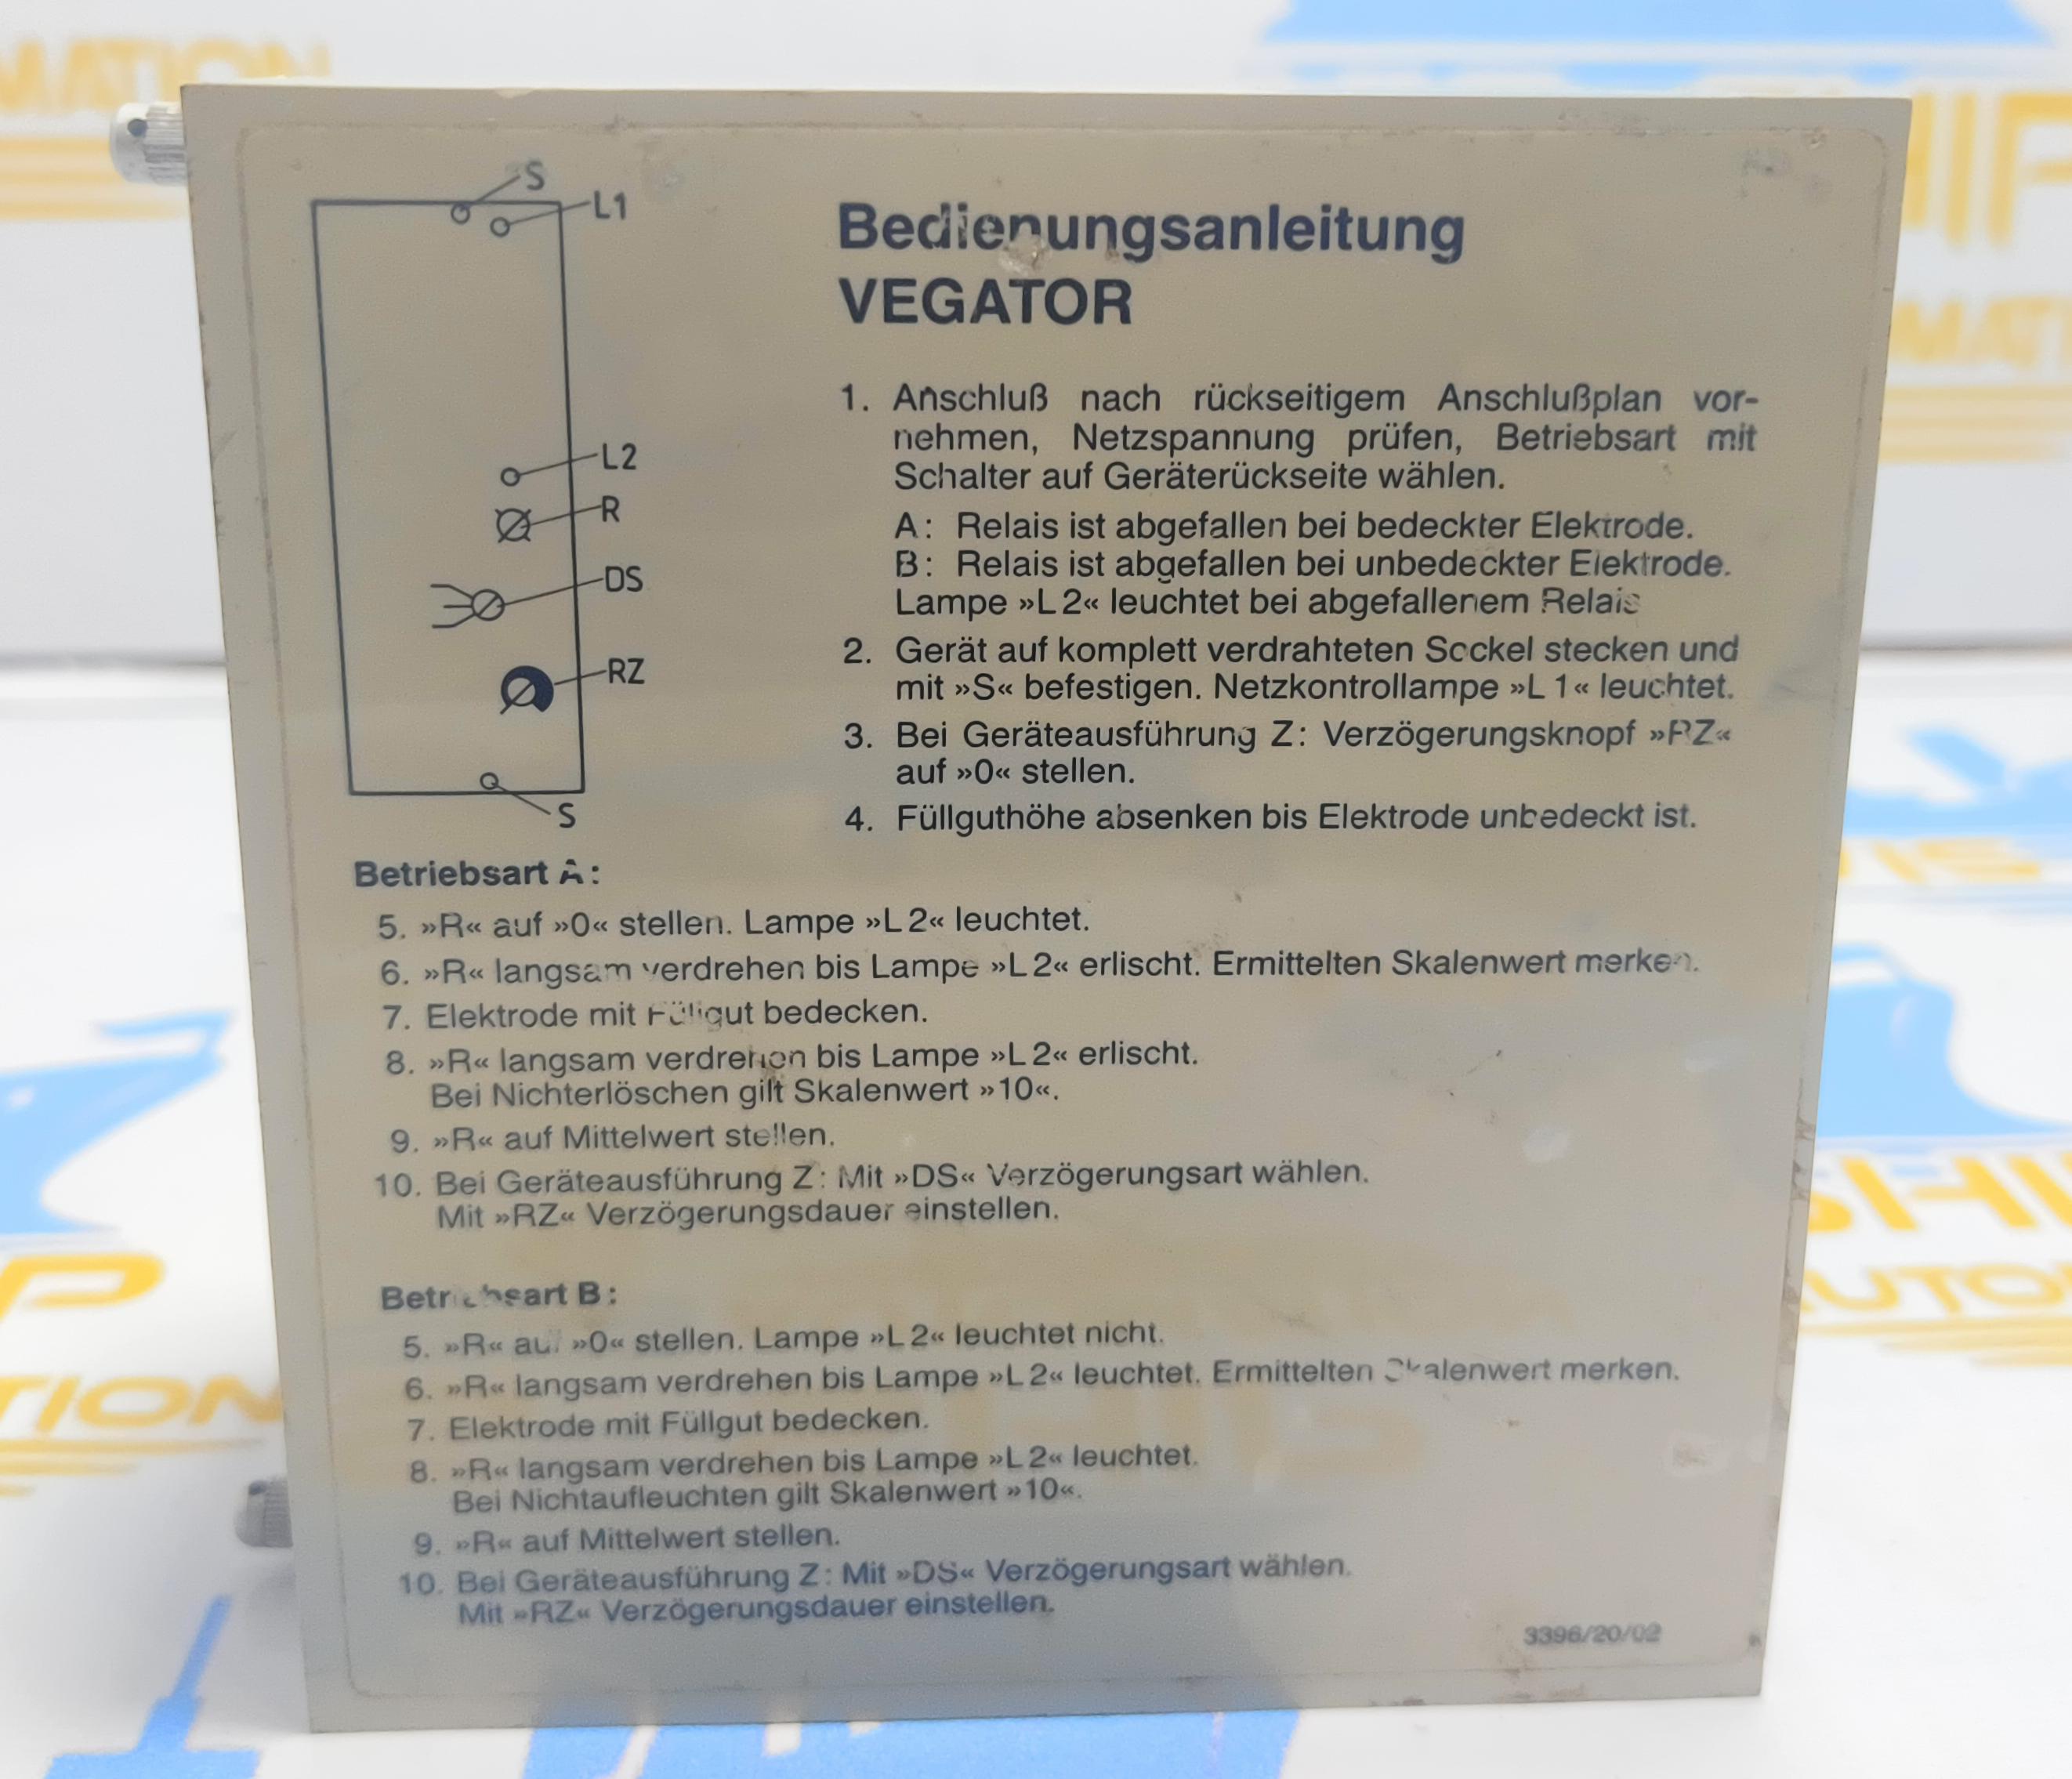 S
L1
L2
R
DS
RZ
S
Bedienungsanleitung
VEGATOR
1. Anschluß nach rückseitigem Anschlußplan vor-
nehmen, Netzspannung prüfen, Betriebsart mit
Schalter auf Geräterückseite wählen.
A: Relais ist abgefallen bei bedeckter Elektrode.
B: Relais ist abgefallen bei unbedeckter Elektrode.
Lampe »L2« leuchtet bei abgefallenem Relais
2. Gerät auf komplett verdrahteten Sockel stecken und
mit »S« befestigen. Netzkontrollampe »L1« leuchtet.
3. Bei Geräteausführung Z: Verzögerungsknopf »RZ«
auf »0« stellen.
4. Füllguthöhe absenken bis Elektrode unbedeckt ist.
Betriebsart A:
5. »R« auf »0« stellen. Lampe »L2« leuchtet.
6. »R« langsam verdrehen bis Lampe »L2« erlischt. Ermittelten Skalenwert merken.
7. Elektrode mit Füllgut bedecken.
8. »R« langsam verdrehen bis Lampe »L2« erlischt.
Bei Nichterlöschen gilt Skalenwert »10«.
9. »R« auf Mittelwert stellen.
10. Bei Geräteausführung Z: Mit »DS« Verzögerungsart wählen.
Mit »RZ« Verzögerungsdauer einstellen.
Betriebsart B:
5. »R« auf »0« stellen. Lampe »L2« leuchtet nicht.
6. »R« langsam verdrehen bis Lampe »L2« leuchtet. Ermittelten Skalenwert merken.
7. Elektrode mit Füllgut bedecken.
8. »R« langsam verdrehen bis Lampe »L2« leuchtet.
Bei Nichtaufleuchten gilt Skalenwert »10«.
9. »R« auf Mittelwert stellen.
10. Bei Geräteausführung Z: Mit »DS« Verzögerungsart wählen.
Mit »RZ« Verzögerungsdauer einstellen.
3396/20/02